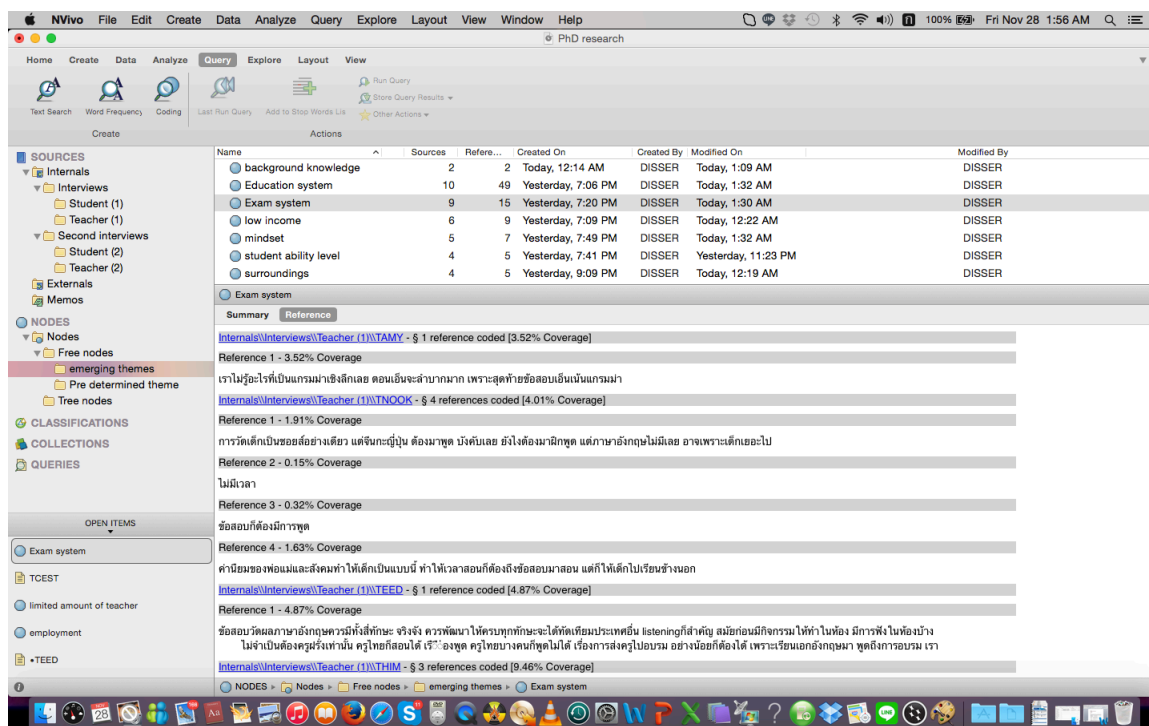 NVivo File Edit Create Data Analyze Query Explore Layout View Window Help 100% Fri Nov 28 1:56 AM
PhD research
Home Create Data Analyze Query Explore Layout View
Run Query
Store Query Results
Other Actions
Text Search Word Frequency Coding Last Run Query Add to Stop Words Lis
Create Actions
SOURCES
Internals
Interviews
Student (1)
Teacher (1)
Second interviews
Student (2)
Teacher (2)
Externals
Memos
NODES
Nodes
Free nodes
emerging themes
Pre determined theme
Tree nodes
CLASSIFICATIONS
COLLECTIONS
QUERIES
OPEN ITEMS
Exam system
TCEST
limited amount of teacher
employment
•TEED
Name Sources Refere... Created On Created By Modified On Modified By
background knowledge 2 2 Today, 12:14 AM DISSER Today, 1:09 AM DISSER
Education system 10 49 Yesterday, 7:06 PM DISSER Today, 1:32 AM DISSER
Exam system 9 15 Yesterday, 7:20 PM DISSER Today, 1:30 AM DISSER
low income 6 9 Yesterday, 7:09 PM DISSER Today, 12:22 AM DISSER
mindset 5 7 Yesterday, 7:49 PM DISSER Today, 1:32 AM DISSER
student ability level 4 5 Yesterday, 7:41 PM DISSER Yesterday, 11:23 PM DISSER
surroundings 4 5 Yesterday, 9:09 PM DISSER Today, 12:19 AM DISSER
Exam system
Summary Reference
Internals\\Interviews\\Teacher (1)\\TAMY - § 1 reference coded [3.52% Coverage]
Reference 1 - 3.52% Coverage
เราไม่รู้อะไรที่เป็นแกรมม่าเชิงลึกเลย ตอนเอ็นจะลำบากมาก เพราะสุดท้ายข้อสอบเอ็นเน้นแกรมม่า
Internals\\Interviews\\Teacher (1)\\TNOOK - § 4 references coded [4.01% Coverage]
Reference 1 - 1.91% Coverage
การวัดเด็กเป็นชอยส์อย่างเดียว แต่จีนกะญี่ปุ่น ต้องมาพูด บังคับเลย ยังไงต้องมาฝึกพูด แต่ภาษาอังกฤษไม่มีเลย อาจเพราะเด็กเยอะไป
Reference 2 - 0.15% Coverage
ไม่มีเวลา
Reference 3 - 0.32% Coverage
ข้อสอบก็ต้องมีการพูด
Reference 4 - 1.63% Coverage
ค่านิยมของพ่อแม่และสังคมทำให้เด็กเป็นแบบนี้ ทำให้เวลาสอนก็ต้องถึงข้อสอบมาสอน แต่ก็ให้เด็กไปเรียนข้างนอก
Internals\\Interviews\\Teacher (1)\\TEED - § 1 reference coded [4.87% Coverage]
Reference 1 - 4.87% Coverage
ข้อสอบวัดผลภาษาอังกฤษควรมีทั้งสี่ทักษะ จริงจัง ควรพัฒนาให้ครบทุกทักษะจะได้ทัดเทียมประเทศอื่น listeningก็สำคัญ สมัยก่อนมีกิจกรรมให้ทำในห้อง มีการฟังในห้องบ้าง
ไม่จำเป็นต้องครูฝรั่งเท่านั้น ครูไทยก็สอนได้ ครูไทยบางคนก็พูดไม่ได้ เรื่องการส่งครูไปอบรม อย่างน้อยก็ต้องได้ เพราะเรียนเอกอังกฤษมา พูดถึงการอบรม เรา
Internals\\Interviews\\Teacher (1)\\THIM - § 3 references coded [9.46% Coverage]
NODES Nodes Free nodes emerging themes Exam system